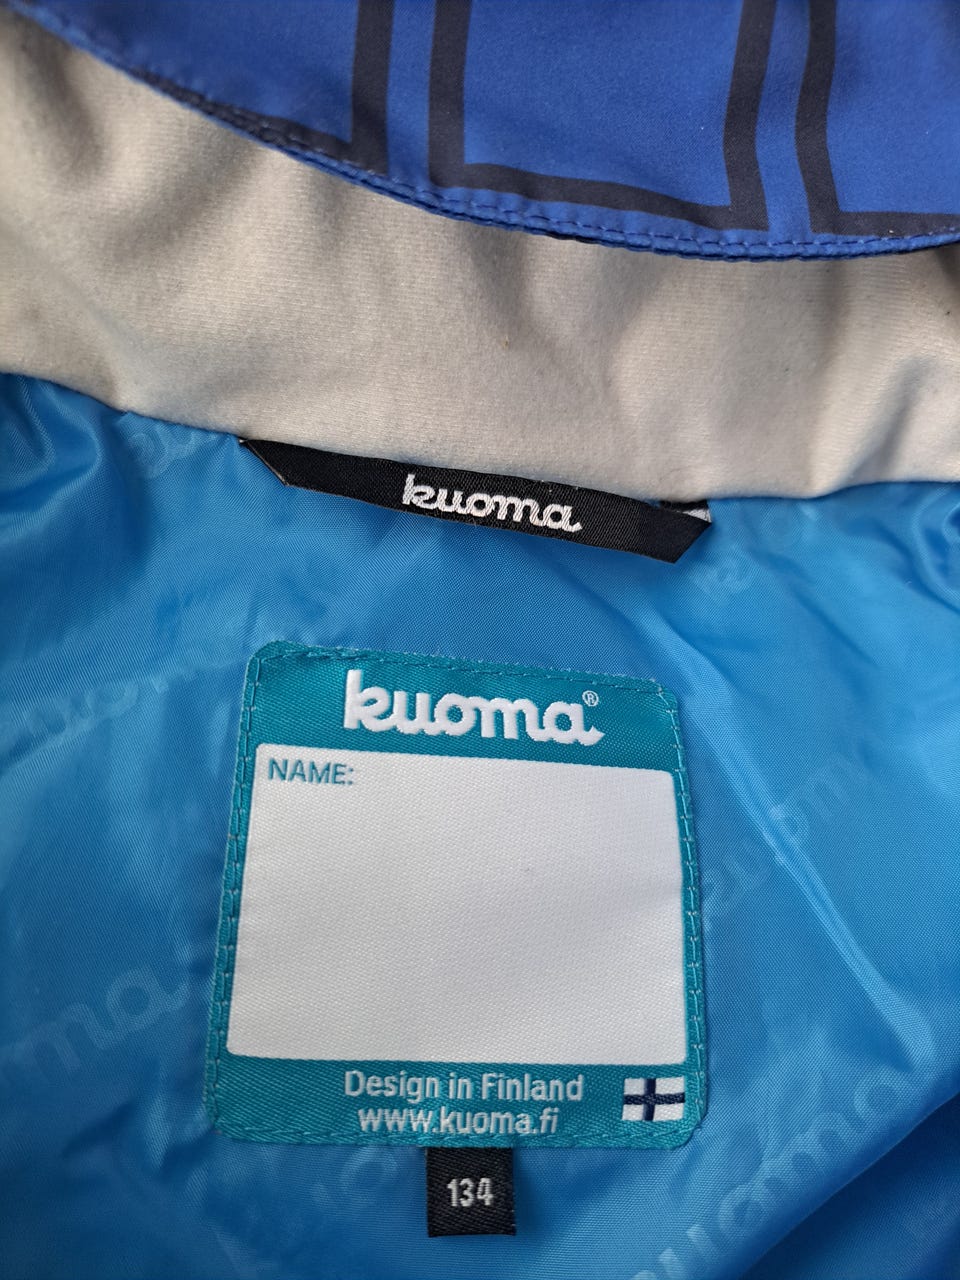 kuoma
kuoma®
NAME:
Design in Finland
www.kuoma.fi
134